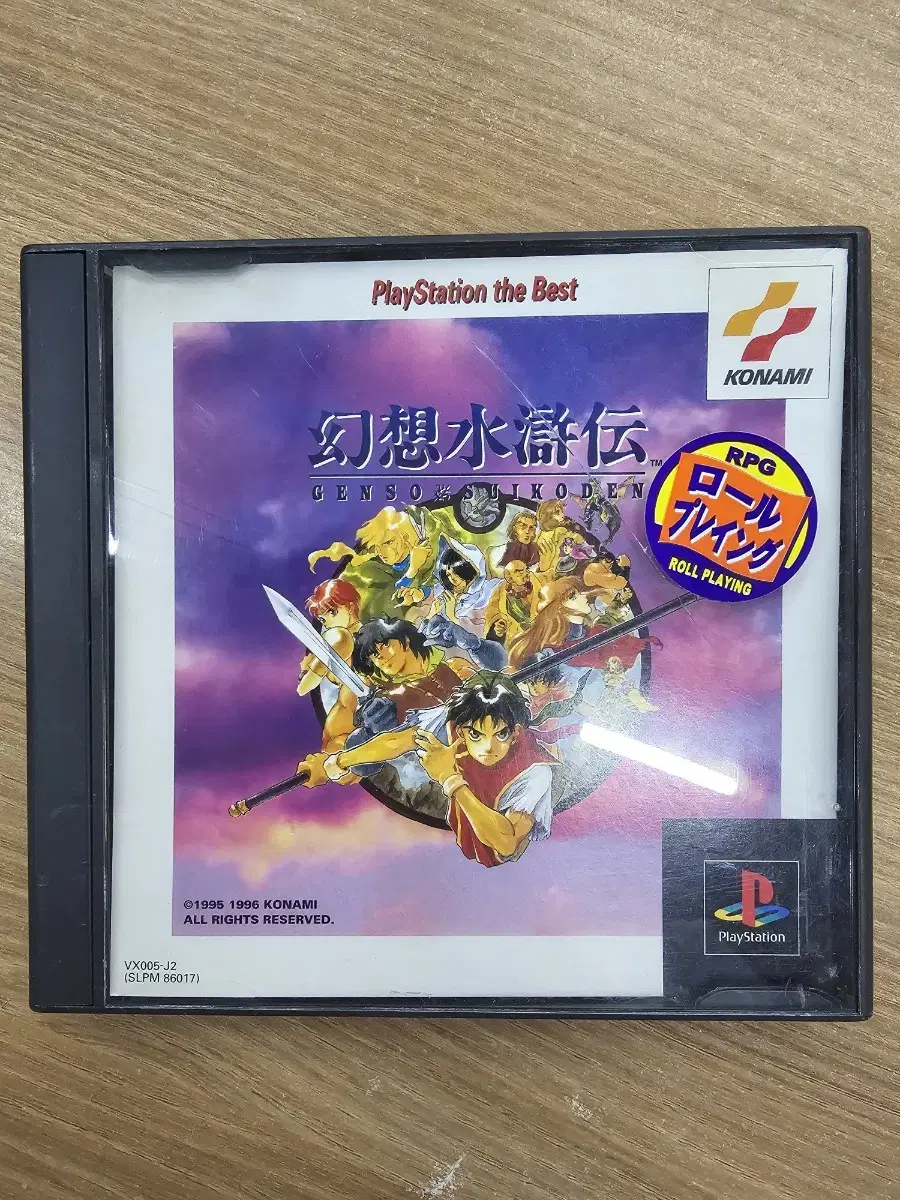 PlayStation the Best
KONAMI
幻想水滸伝
TM
GENSO SUIKODEN
RPG
ロール
プレイング
ROLL PLAYING
©1995 1996 KONAMI
ALL RIGHTS RESERVED.
PlayStation
VX005-J2
(SLPM 86017)